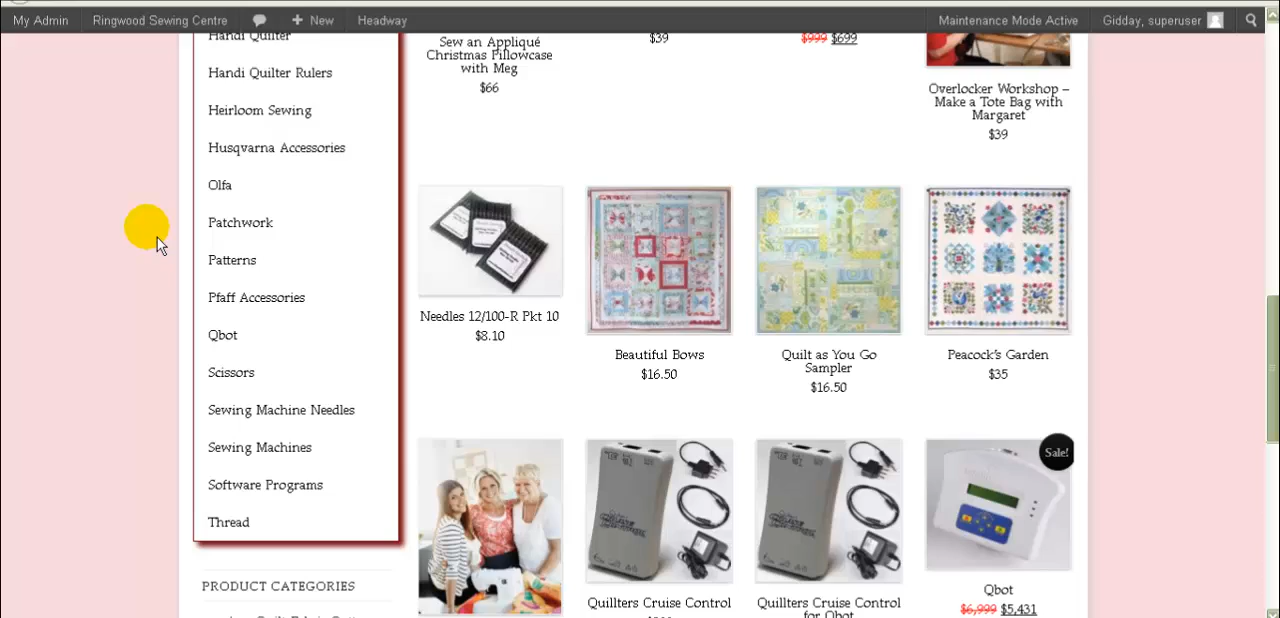 My Admin Ringwood Sewing Centre New Headway Maintenance Mode Active Gidday, superuser
Handi Quilter
Handi Quilter Rulers
Heirloom Sewing
Husqvarna Accessories
Olfa
Patchwork
Patterns
Pfaff Accessories
Qbot
Scissors
Sewing Machine Needles
Sewing Machines
Software Programs
Thread
PRODUCT CATEGORIES
Sew an Appliqué
Christmas Pillowcase
with Meg
$66
$39
$999 $699
Overlocker Workshop –
Make a Tote Bag with
Margaret
$39
Needles 12/100-R Pkt 10
$8.10
Beautiful Bows
$16.50
Quilt as You Go
Sampler
$16.50
Peacock's Garden
$35
Quillters Cruise Control
Quillters Cruise Control
for Qbot
Sale!
Qbot
$6,999 $5,431